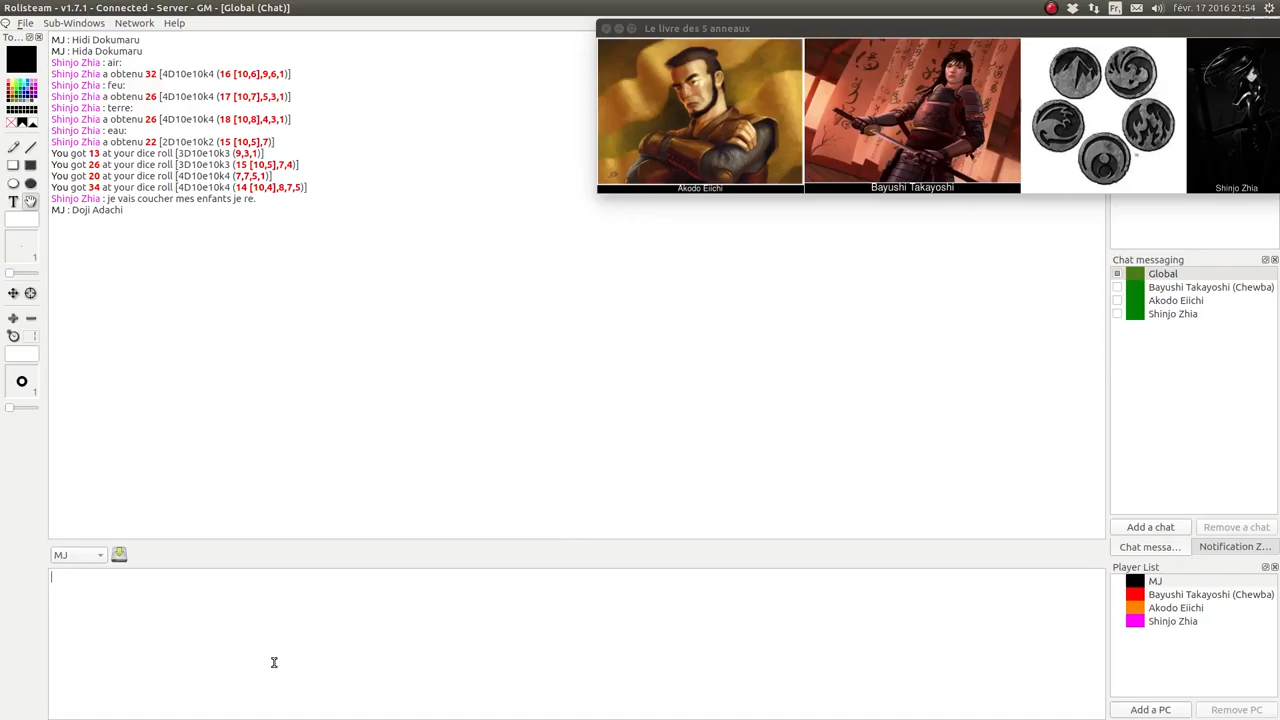 Rolisteam - v1.7.1 - Connected - Server - GM - [Global (Chat)]
Fr
févr. 17 2016 21:54
File Sub-Windows Network Help
To...
MJ : Hidi Dokumaru
MJ : Hida Dokumaru
Shinjo Zhia : air:
Shinjo Zhia a obtenu 32 [4D10e10k4 (16 [10,6],9,6,1)]
Shinjo Zhia : feu:
Shinjo Zhia a obtenu 26 [4D10e10k4 (17 [10,7],5,3,1)]
Shinjo Zhia : terre:
Shinjo Zhia a obtenu 26 [4D10e10k4 (18 [10,8],4,3,1)]
Shinjo Zhia : eau:
Shinjo Zhia a obtenu 22 [2D10e10k2 (15 [10,5],7)]
You got 13 at your dice roll [3D10e10k3 (9,3,1)]
You got 26 at your dice roll [3D10e10k3 (15 [10,5],7,4)]
You got 20 at your dice roll [4D10e10k4 (7,7,5,1)]
You got 34 at your dice roll [4D10e10k4 (14 [10,4],8,7,5)]
Shinjo Zhia : je vais coucher mes enfants je re.
MJ : Doji Adachi
Le livre des 5 anneaux
Akodo Eiichi
Bayushi Takayoshi
Shinjo Zhia
T
1
1
1
Chat messaging
Global
Bayushi Takayoshi (Chewba)
Akodo Eiichi
Shinjo Zhia
Add a chat
Remove a chat
Chat messa...
Notification Z...
MJ
Player List
MJ
Bayushi Takayoshi (Chewba)
Akodo Eiichi
Shinjo Zhia
Add a PC
Remove PC